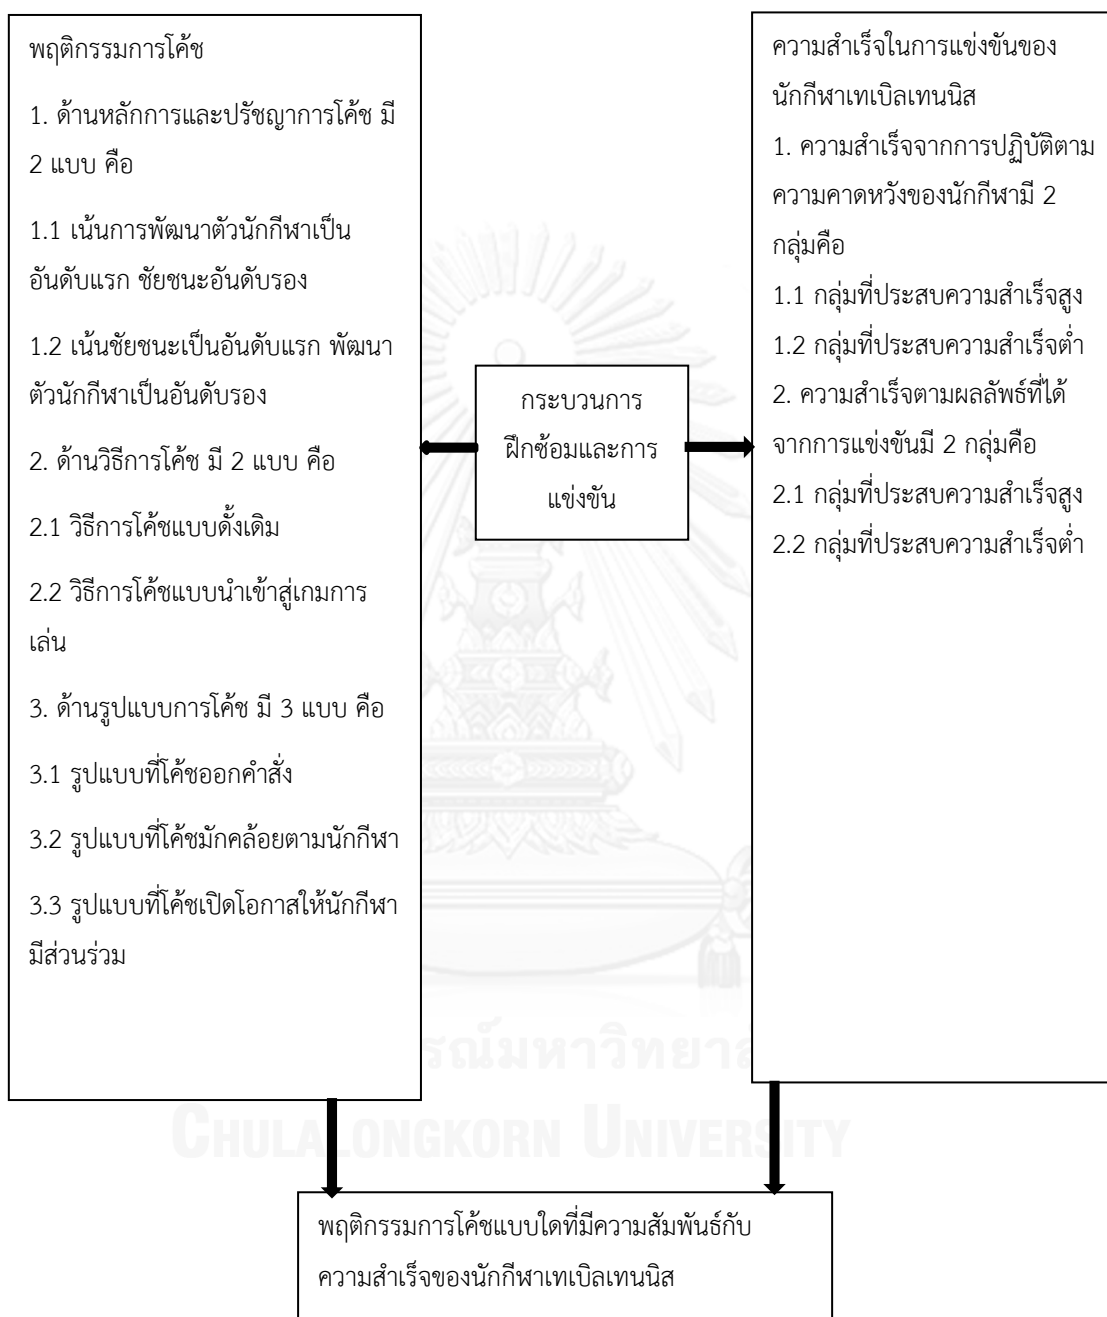 พฤติกรรมการโค้ช
1. ด้านหลักการและปรัชญาการโค้ช มี
2 แบบ คือ
1.1 เน้นการพัฒนาตัวนักกีฬาเป็น
อันดับแรก ชัยชนะอันดับรอง
1.2 เน้นชัยชนะเป็นอันดับแรก พัฒนา
ตัวนักกีฬาเป็นอันดับรอง
2. ด้านวิธีการโค้ช มี 2 แบบ คือ
2.1 วิธีการโค้ชแบบดั้งเดิม
2.2 วิธีการโค้ชแบบนำเข้าสู่เกมการ
เล่น
3. ด้านรูปแบบการโค้ช มี 3 แบบ คือ
3.1 รูปแบบที่โค้ชออกคำสั่ง
3.2 รูปแบบที่โค้ชมักคล้อยตามนักกีฬา
3.3 รูปแบบที่โค้ชเปิดโอกาสให้นักกีฬา
มีส่วนร่วม
กระบวนการ
ฝึกซ้อมและการ
แข่งขัน
ความสำเร็จในการแข่งขันของ
นักกีฬาเทเบิลเทนนิส
1. ความสำเร็จจากการปฏิบัติตาม
ความคาดหวังของนักกีฬามี 2
กลุ่มคือ
1.1 กลุ่มที่ประสบความสำเร็จสูง
1.2 กลุ่มที่ประสบความสำเร็จต่ำ
2. ความสำเร็จตามผลลัพธ์ที่ได้
จากการแข่งขันมี 2 กลุ่มคือ
2.1 กลุ่มที่ประสบความสำเร็จสูง
2.2 กลุ่มที่ประสบความสำเร็จต่ำ
รณ์มหาวิทยาล
CHULALONGKORN UNIVERSITY
พฤติกรรมการโค้ชแบบใดที่มีความสัมพันธ์กับ
ความสำเร็จของนักกีฬาเทเบิลเทนนิส